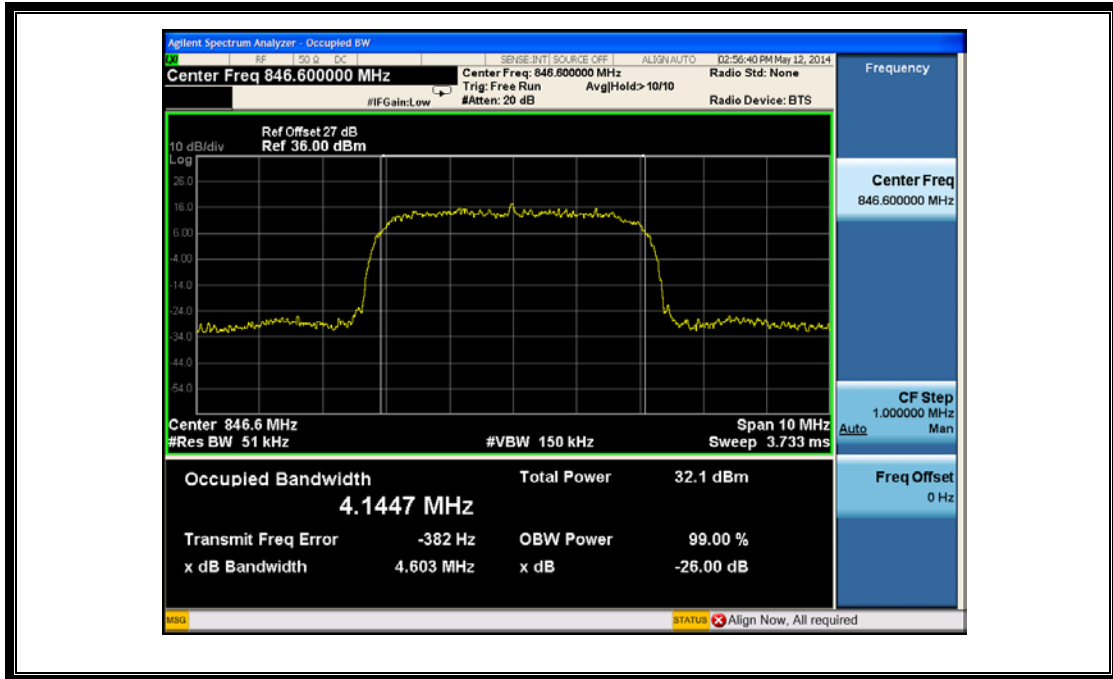 Agilent Spectrum Analyzer - Occupied BW
RF 50 Ω DC SENSE:INT SOURCE OFF ALIGN AUTO 02:56:40 PM May 12, 2014
Center Freq 846.600000 MHz
Center Freq: 846.600000 MHz
Radio Std: None
Trig: Free Run Avg|Hold:> 10/10
#IFGain:Low
#Atten: 20 dB
Radio Device: BTS
Ref Offset 27 dB
10 dB/div Ref 36.00 dBm
Log
26.0
16.0
6.00
-4.00
-14.0
-24.0
-34.0
-44.0
-54.0
Center 846.6 MHz
Span 10 MHz
#Res BW 51 kHz
#VBW 150 kHz
Sweep 3.733 ms
Occupied Bandwidth
4.1447 MHz
Total Power 32.1 dBm
Transmit Freq Error -382 Hz
OBW Power 99.00 %
x dB Bandwidth 4.603 MHz
x dB -26.00 dB
Frequency
Center Freq
846.600000 MHz
CF Step
1.000000 MHz
Auto Man
Freq Offset
0 Hz
MSG
STATUS Align Now, All required